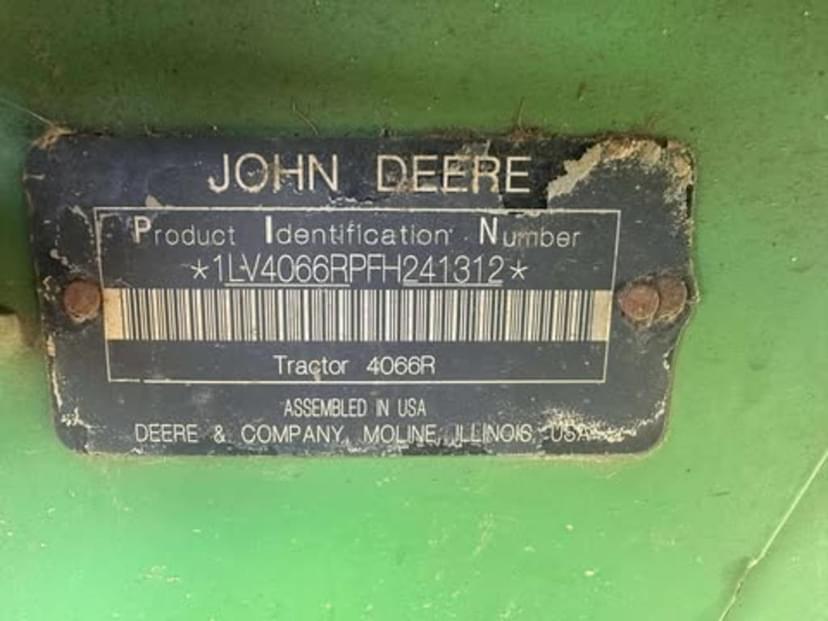 JOHN DEERE
Product Identification Number
*1LV4066RPFH241312*
Tractor 4066R
ASSEMBLED IN USA
DEERE & COMPANY, MOLINE, ILLINOIS, USA